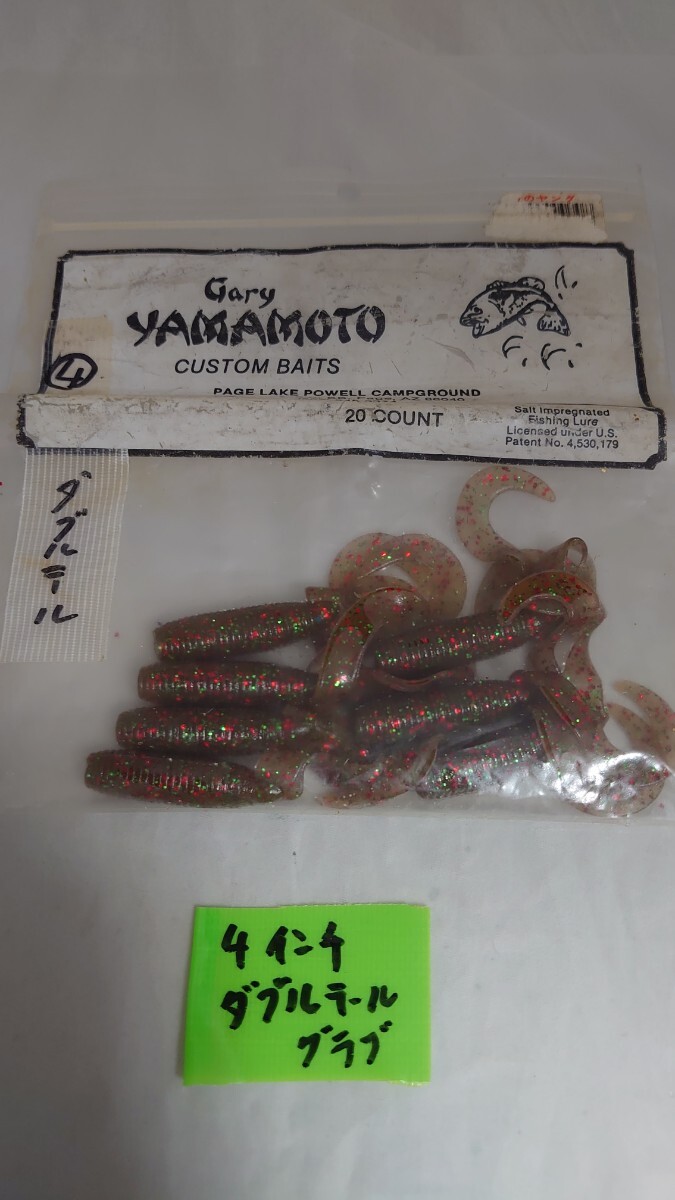 Gary
YAMAMOTO
CUSTOM BAITS
PAGE LAKE POWELL CAMPGROUND
20 COUNT
Salt Impregnated
Fishing Lure
Licensed under U.S.
Patent No. 4,530,179
④
ダブルテール
4インチ
ダブルテール
グラブ